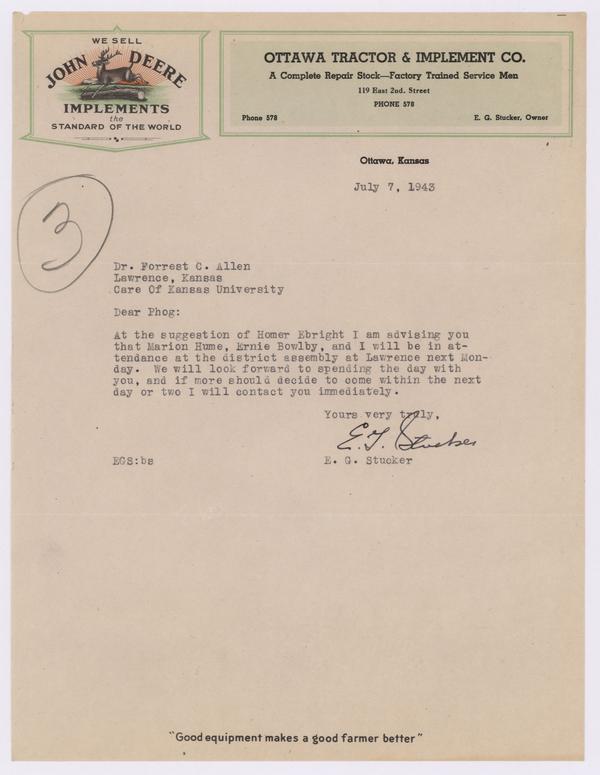 WE SELL
JOHN DEERE
IMPLEMENTS
the
STANDARD OF THE WORLD
OTTAWA TRACTOR & IMPLEMENT CO.
A Complete Repair Stock—Factory Trained Service Men
119 East 2nd. Street
PHONE 578
Phone 578
E. G. Stucker, Owner
Ottawa, Kansas
July 7, 1943
3
Dr. Forrest C. Allen
Lawrence, Kansas
Care Of Kansas University
Dear Phog:
At the suggestion of Homer Ebright I am advising you
that Marion Hume, Ernie Bowlby, and I will be in at-
tendance at the district assembly at Lawrence next Mon-
day. We will look forward to spending the day with
you, and if more should decide to come within the next
day or two I will contact you immediately.
Yours very truly,
E. G. Stucker
EGS:bs
E. G. Stucker
"Good equipment makes a good farmer better"